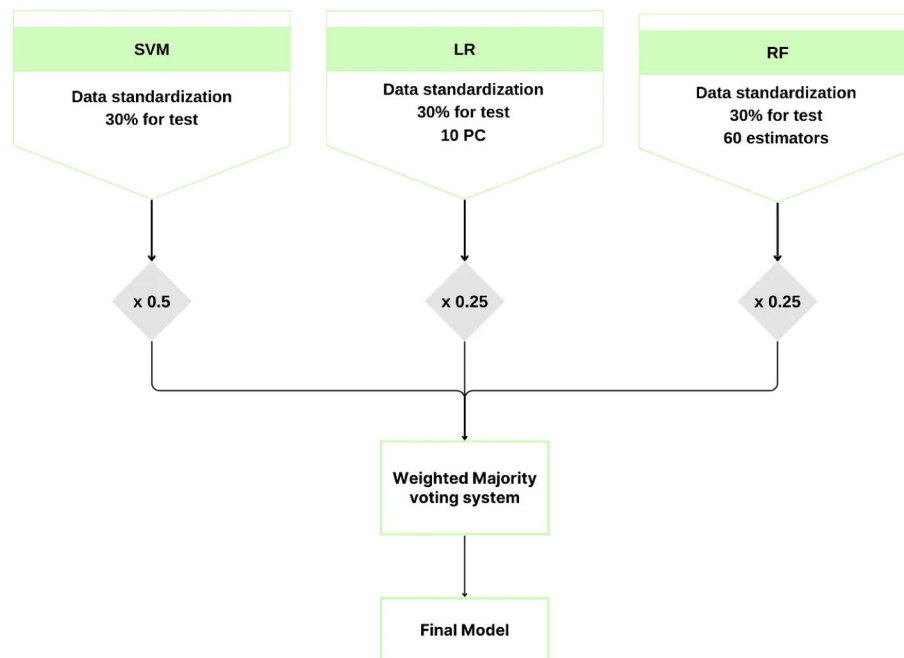 SVM
Data standardization
30% for test
LR
Data standardization
30% for test
10 PC
RF
Data standardization
30% for test
60 estimators
x 0.5
x 0.25
x 0.25
Weighted Majority
voting system
Final Model